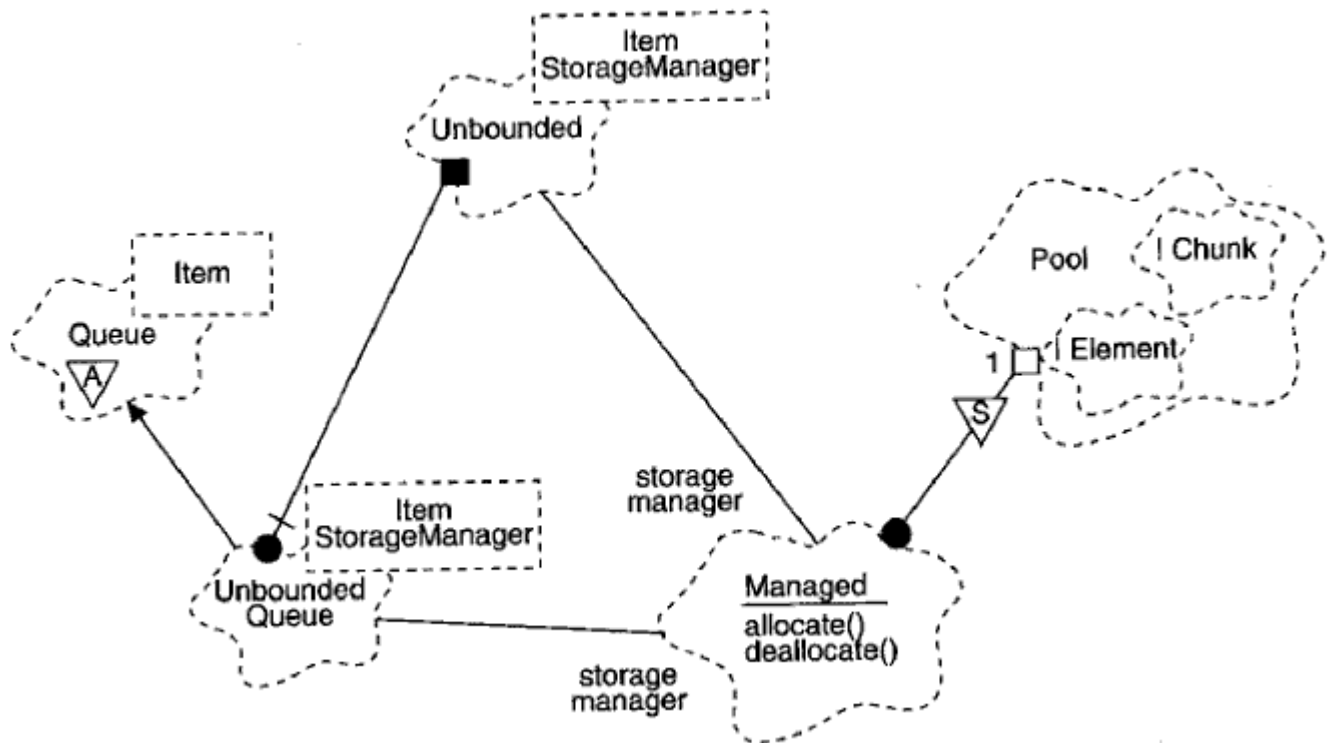 Item
StorageManager
Unbounded
Item
Queue
A
Pool
Chunk
Element
1
S
storage
manager
Item
StorageManager
Unbounded
Queue
storage
manager
Managed
allocate()
deallocate()